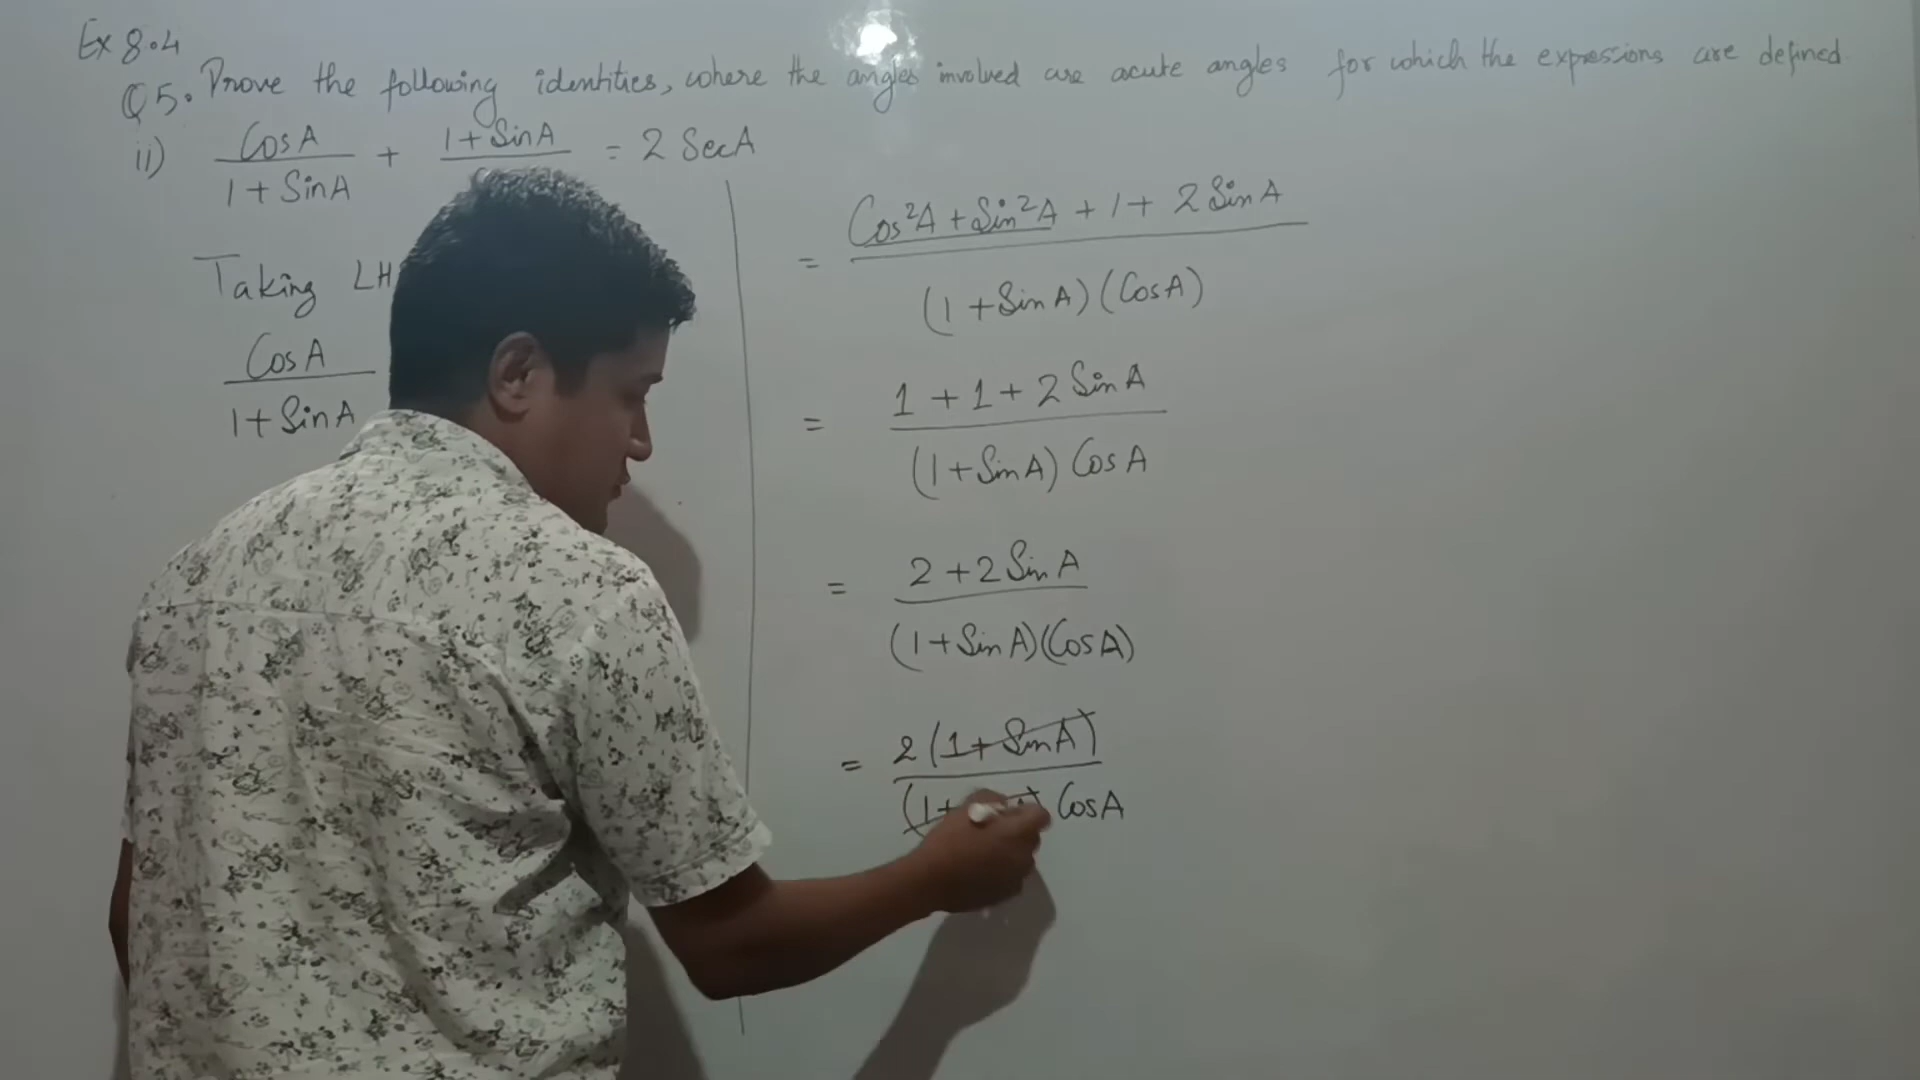 Ex 8.4
Q5. Prove the following identities, where the angles involved are acute angles for which the expressions are defined.
ii) CosA / 1 + SinA + 1 + SinA / = 2 SecA
Taking LH
CosA
1 + SinA
= Cos²A + Sin²A + 1 + 2 SinA
(1 + SinA)(CosA)
= 1 + 1 + 2 SinA
(1 + SinA) CosA
= 2 + 2 SinA
(1 + SinA)(CosA)
= 2 (1 + SinA)
(1 + CosA